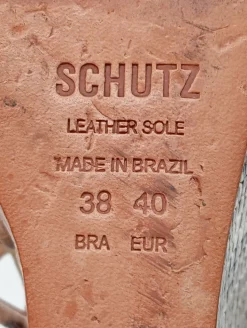 SCHUTZ
LEATHER SOLE
MADE IN BRAZIL
38 40
BRA EUR